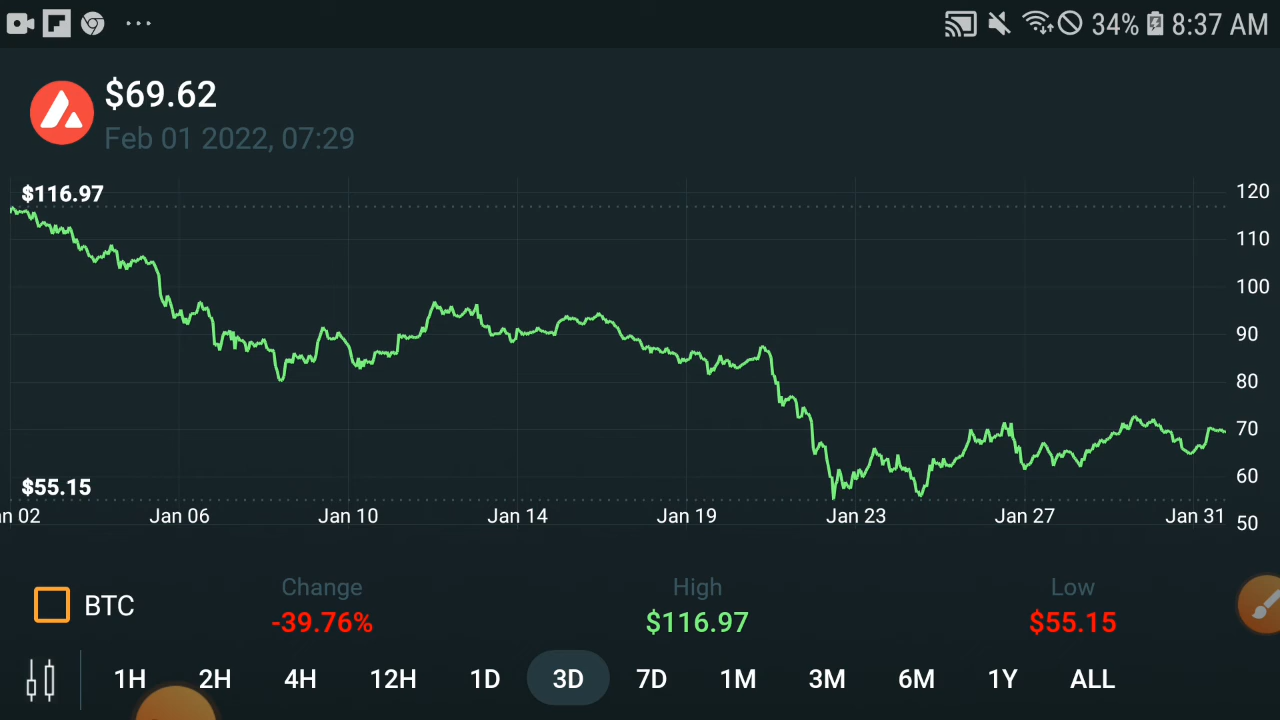 34% 8:37 AM
$69.62
Feb 01 2022, 07:29
$116.97
120
110
100
90
80
70
60
50
$55.15
an 02 Jan 06 Jan 10 Jan 14 Jan 19 Jan 23 Jan 27 Jan 31
Change High Low
BTC -39.76% $116.97 $55.15
1H 2H 4H 12H 1D 3D 7D 1M 3M 6M 1Y ALL